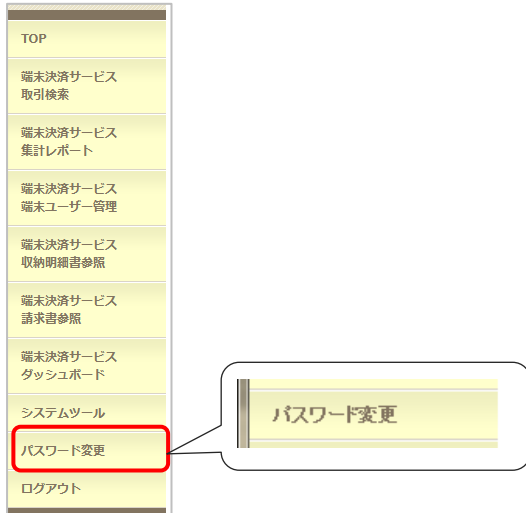 TOP
端末決済サービス
取引検索
端末決済サービス
集計レポート
端末決済サービス
端末ユーザー管理
端末決済サービス
収納明細書参照
端末決済サービス
請求書参照
端末決済サービス
ダッシュボード
システムツール
パスワード変更
ログアウト
パスワード変更